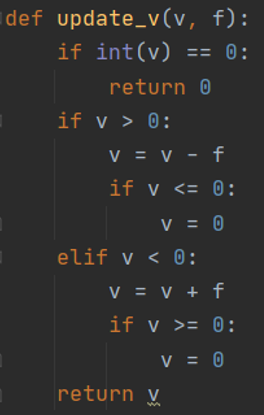 def update_v(v, f):
    if int(v) == 0:
        return 0
    if v > 0:
        v = v - f
        if v <= 0:
            v = 0
    elif v < 0:
        v = v + f
        if v >= 0:
            v = 0
    return v